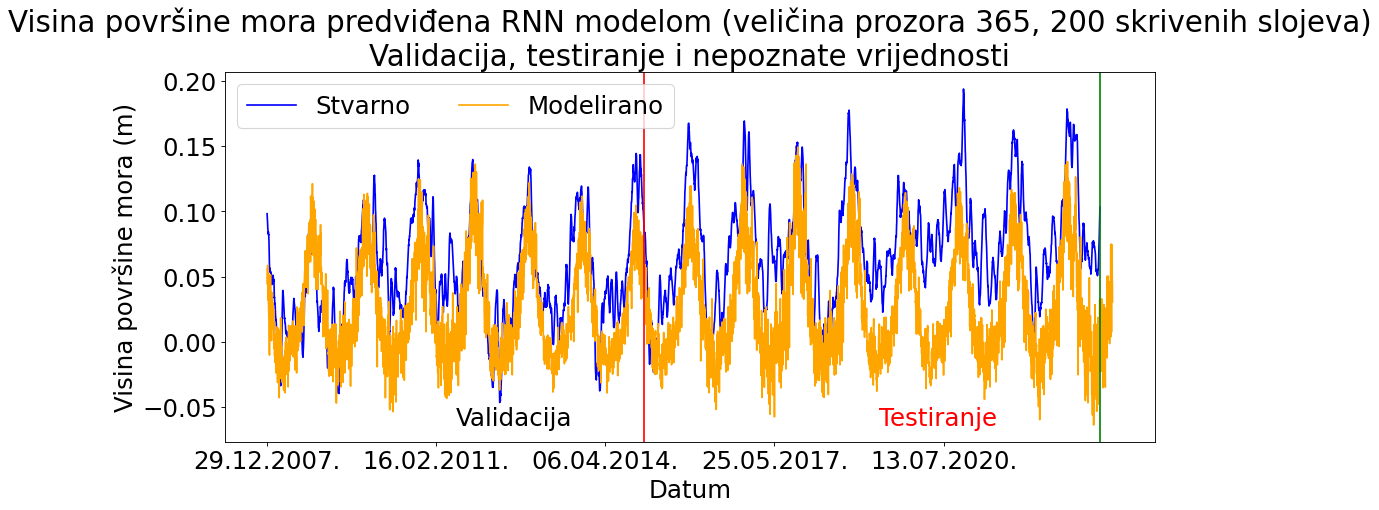 Visina površine mora predviđena RNN modelom (veličina prozora 365, 200 skrivenih slojeva)
Validacija, testiranje i nepoznate vrijednosti
Stvarno
Modelirano
Visina površine mora (m)
0.20
0.15
0.10
0.05
0.00
−0.05
Validacija
Testiranje
29.12.2007.
16.02.2011.
06.04.2014.
25.05.2017.
13.07.2020.
Datum